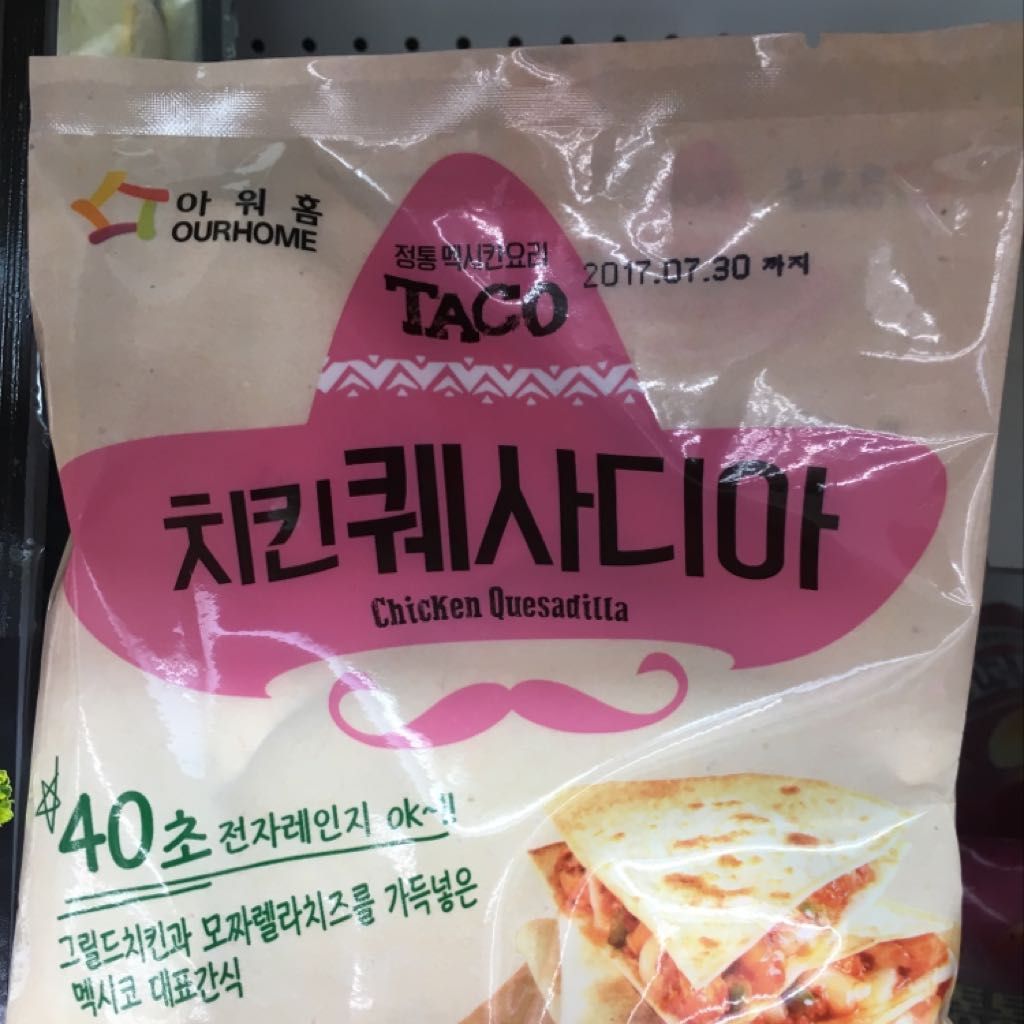 아워홈
OURHOME
정통 멕시칸요리
TACO
2017.07.30 까지
치킨퀘사디아
Chicken Quesadilla
40초 전자레인지 OK~!!
그릴드치킨과 모짜렐라치즈를 가득넣은
멕시코 대표간식